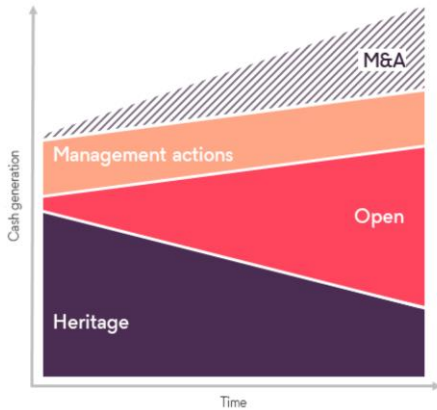 M&A
Management actions
Open
Heritage
Cash generation
Time